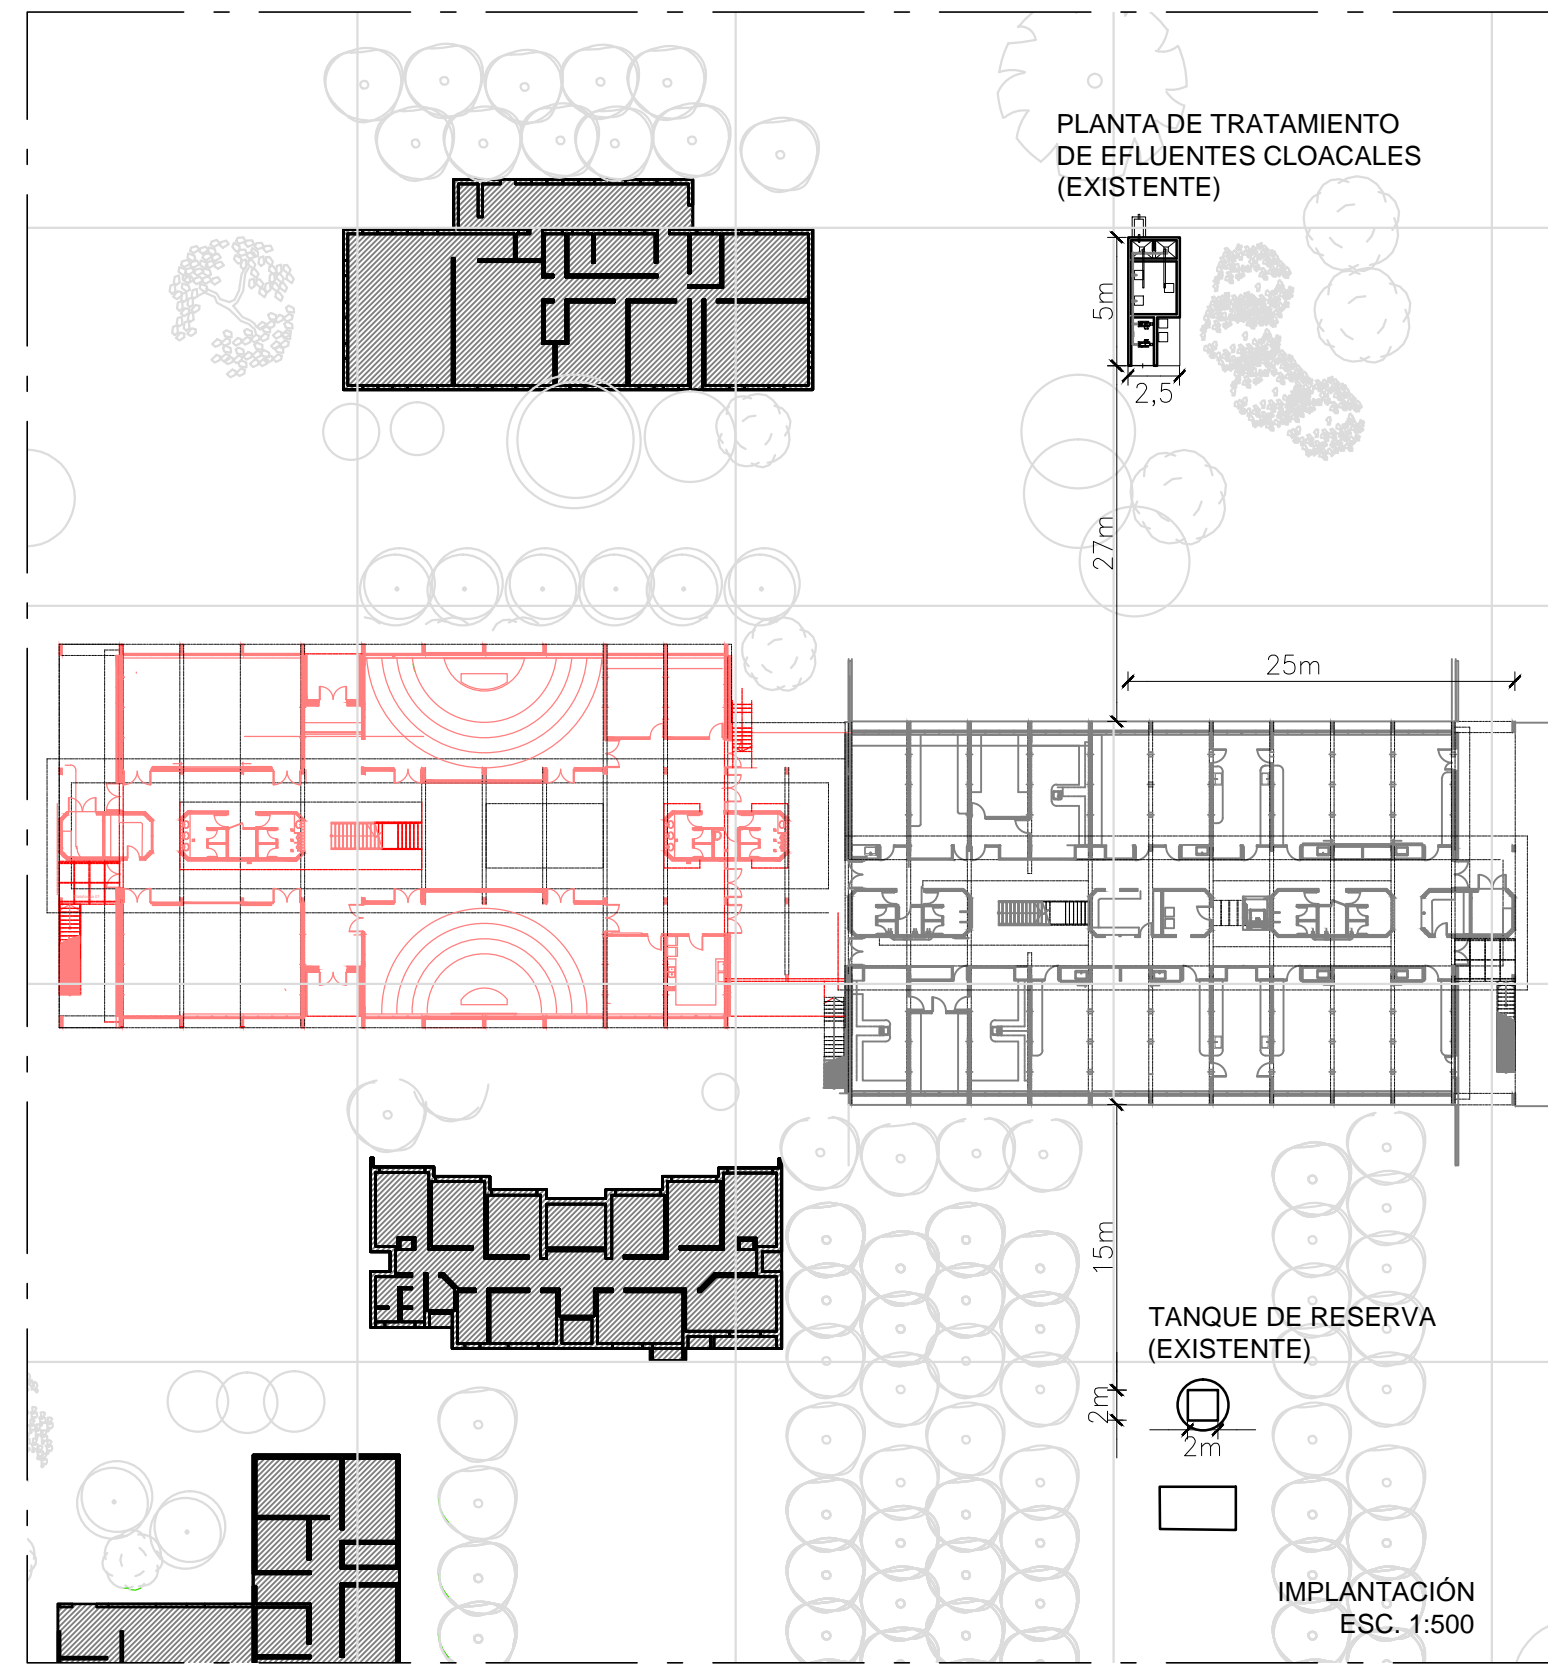 PLANTA DE TRATAMIENTO
DE EFLUENTES CLOACALES
(EXISTENTE)
5m
2,5
27m
25m
15m
TANQUE DE RESERVA
(EXISTENTE)
2m
2m
IMPLANTACIÓN
ESC. 1:500